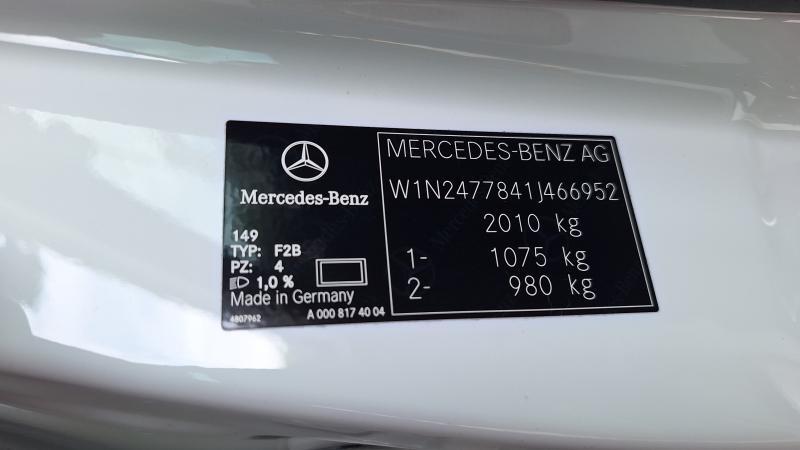 Mercedes-Benz
149
TYP: F2B
PZ: 4
1,0 %
Made in Germany
4807962
A 000 817 40 04
MERCEDES-BENZ AG
W1N2477841J466952
2010 kg
1- 1075 kg
2- 980 kg